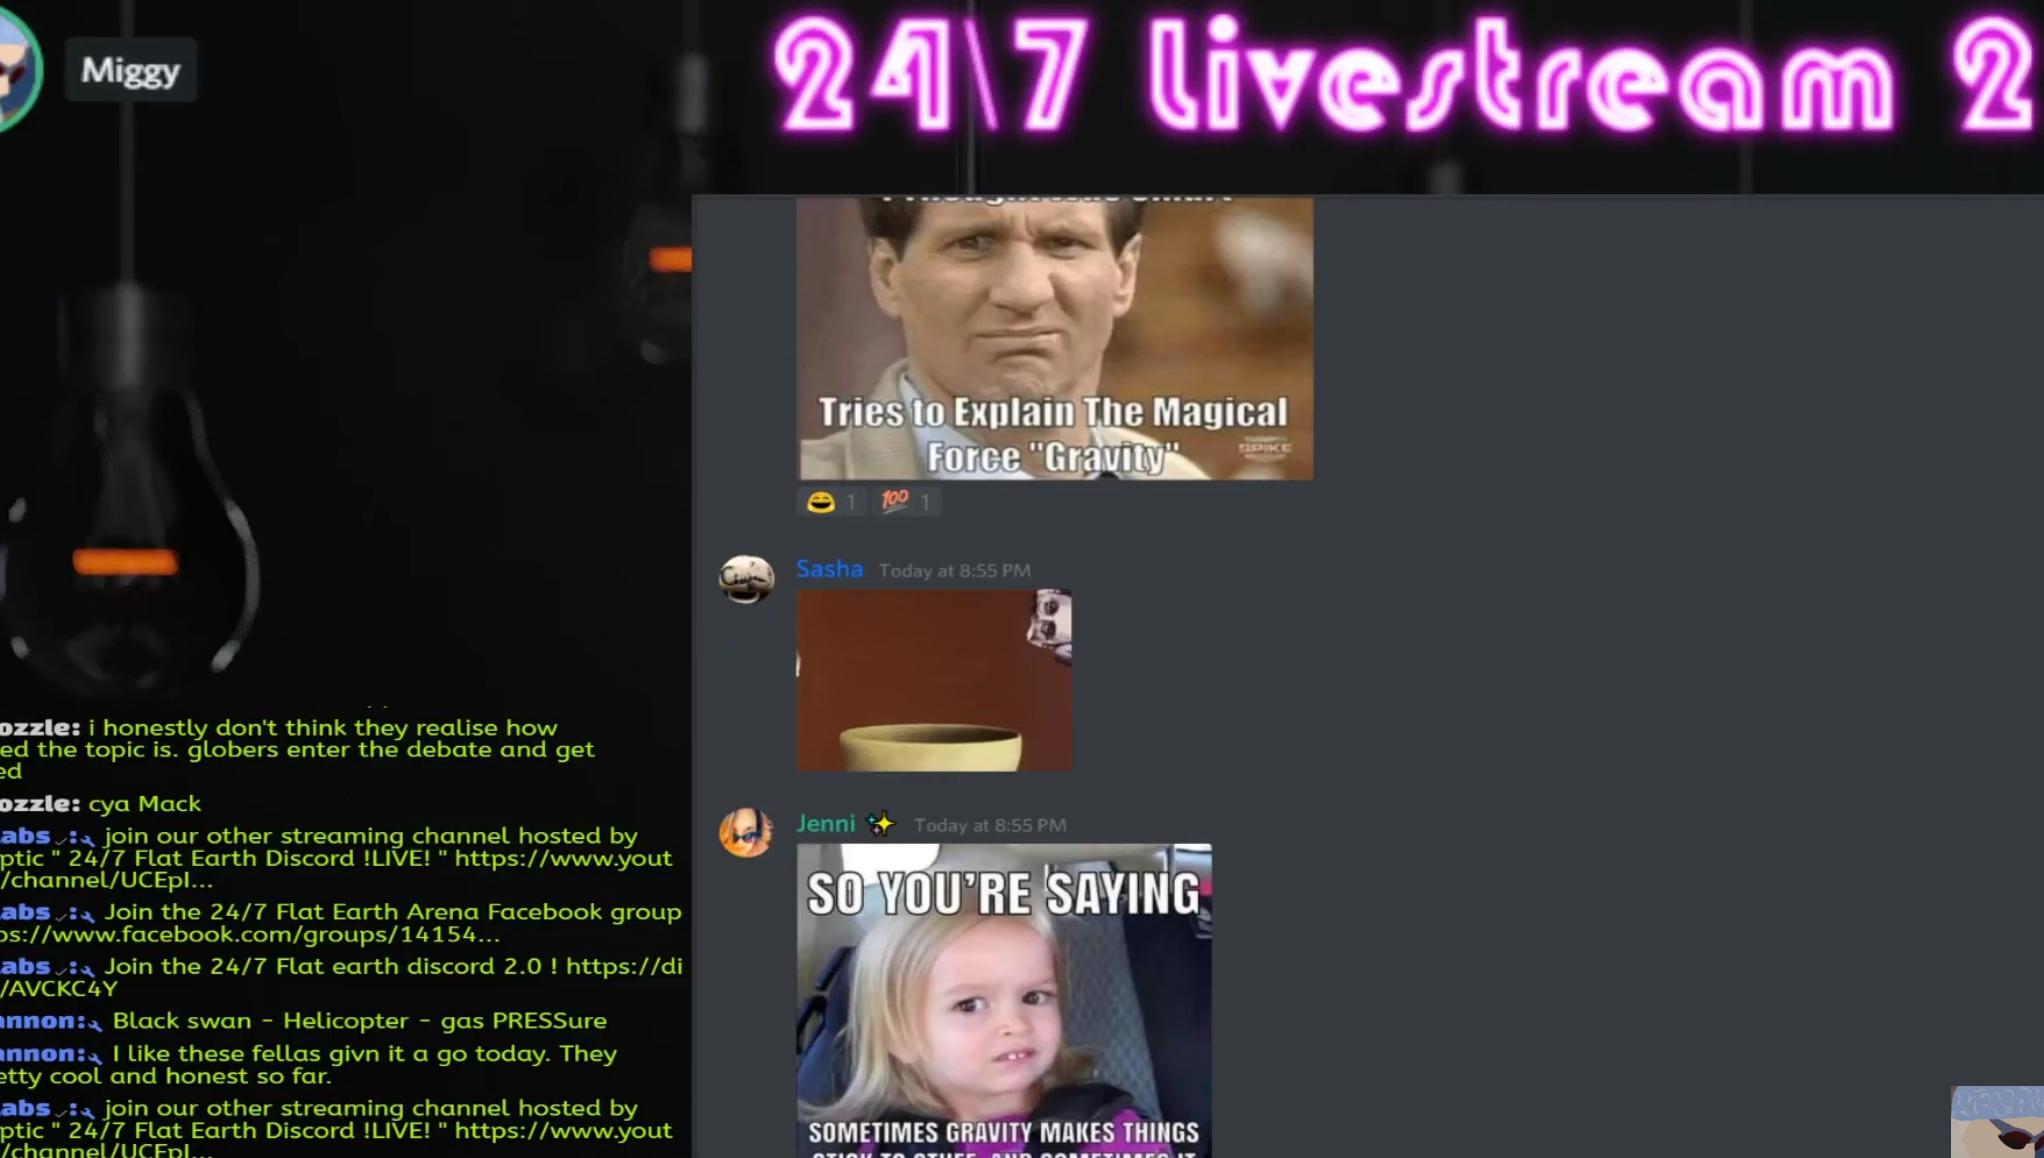 Miggy
24\7 Livestream 2
Tries to Explain The Magical
Force "Gravity"
SPIKE
1 100 1
Sasha Today at 8:55 PM
Jenni Today at 8:55 PM
SO YOU'RE SAYING
SOMETIMES GRAVITY MAKES THINGS
ozzle: i honestly don't think they realise how
ed the topic is. globers enter the debate and get
ed
ozzle: cya Mack
abs : join our other streaming channel hosted by
ptic " 24/7 Flat Earth Discord !LIVE! " https://www.yout
/channel/UCEpI...
abs : Join the 24/7 Flat Earth Arena Facebook group
ps://www.facebook.com/groups/14154...
abs : Join the 24/7 Flat earth discord 2.0 ! https://di
/AVCKC4Y
annon: Black swan - Helicopter - gas PRESSure
annon: I like these fellas givn it a go today. They
etty cool and honest so far.
abs : join our other streaming channel hosted by
ptic " 24/7 Flat Earth Discord !LIVE! " https://www.yout
/channel/UCEpI...